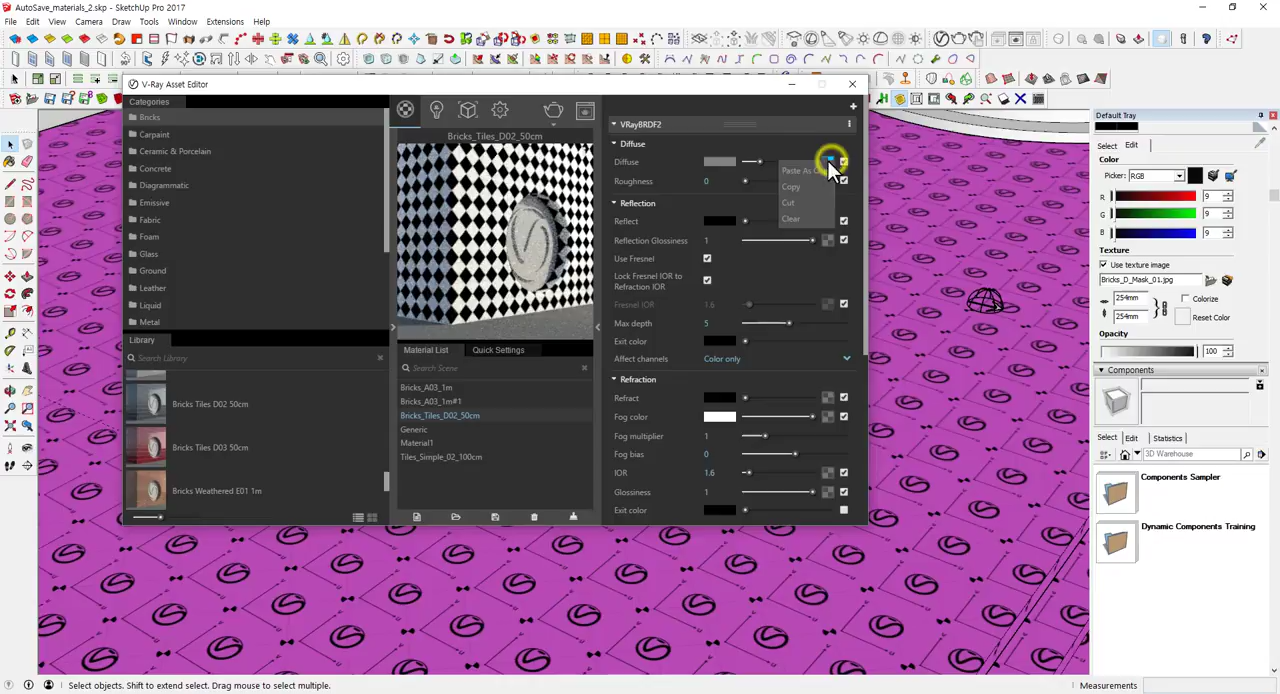 AutoSave_materials_2.skp - SketchUp Pro 2017
File Edit View Camera Draw Tools Window Extensions Help
V-Ray Asset Editor
Categories
Bricks
Carpaint
Ceramic & Porcelain
Concrete
Diagrammatic
Emissive
Fabric
Foam
Glass
Ground
Leather
Liquid
Metal
Library
Search Library
Bricks Tiles D02 50cm
Bricks Tiles D03 50cm
Bricks Weathered E01 1m
Bricks_Tiles_D02_50cm
Material List Quick Settings
Search Scene
Bricks_A03_1m
Bricks_A03_1m#1
Bricks_Tiles_D02_50cm
Generic
Material1
Tiles_Simple_02_100cm
VRayBRDF2
Diffuse
Diffuse
Roughness 0
Paste As
Copy
Cut
Clear
Reflection
Reflect
Reflection Glossiness 1
Use Fresnel
Lock Fresnel IOR to
Refraction IOR
Fresnel IOR 1.6
Max depth 5
Exit color
Affect channels Color only
Refraction
Refract
Fog color
Fog multiplier 1
Fog bias 0
IOR 1.6
Glossiness 1
Exit color
Default Tray
Select Edit
Color
Picker: RGB
R 9
G 9
B 9
Texture
Use texture image
Bricks_D_Mask_01.jpg
254mm Colorize
254mm Reset Color
Opacity
100
Components
Select Edit Statistics
3D Warehouse
Components Sampler
Dynamic Components Training
Select objects. Shift to extend select. Drag mouse to select multiple.
Measurements